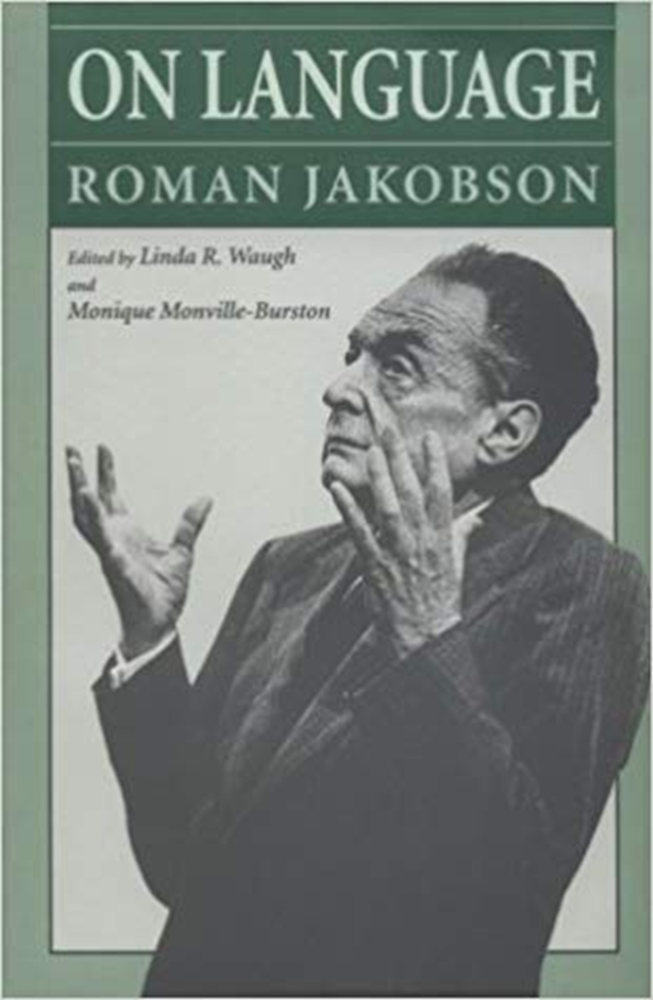 ON LANGUAGE
ROMAN JAKOBSON
Edited by Linda R. Waugh
and
Monique Monville-Burston